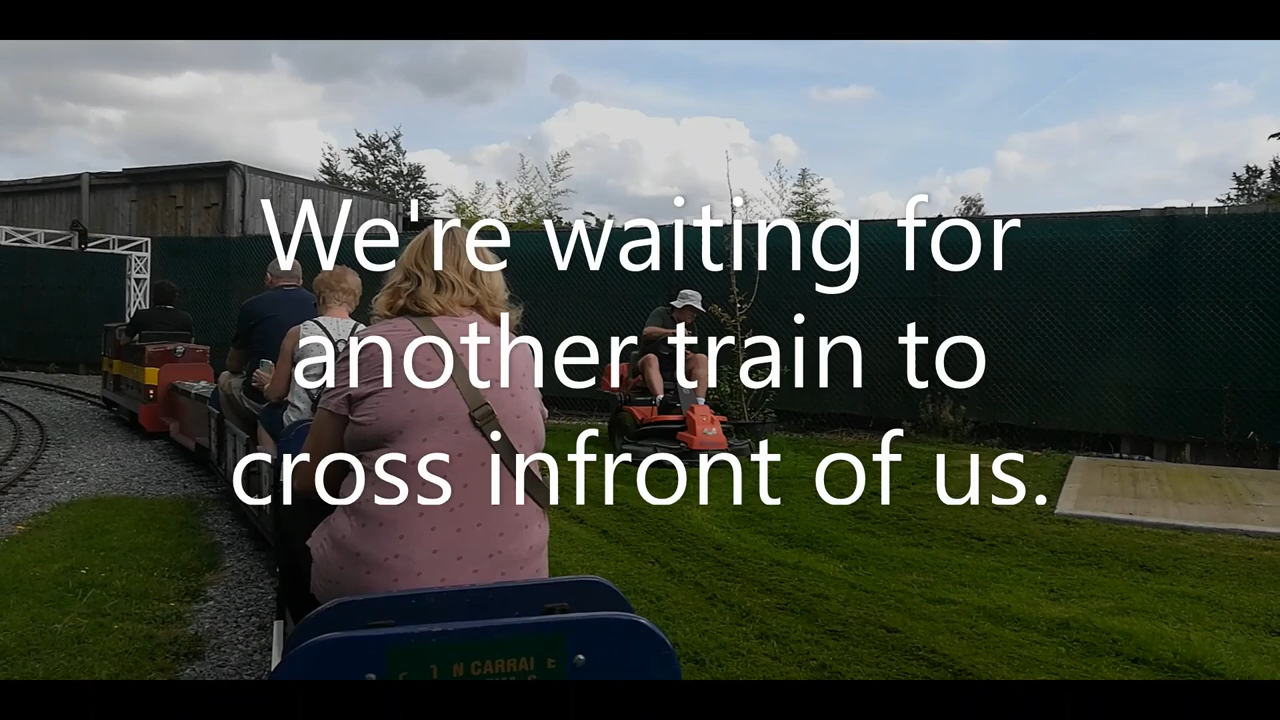 We're waiting for
another train to
cross infront of us.